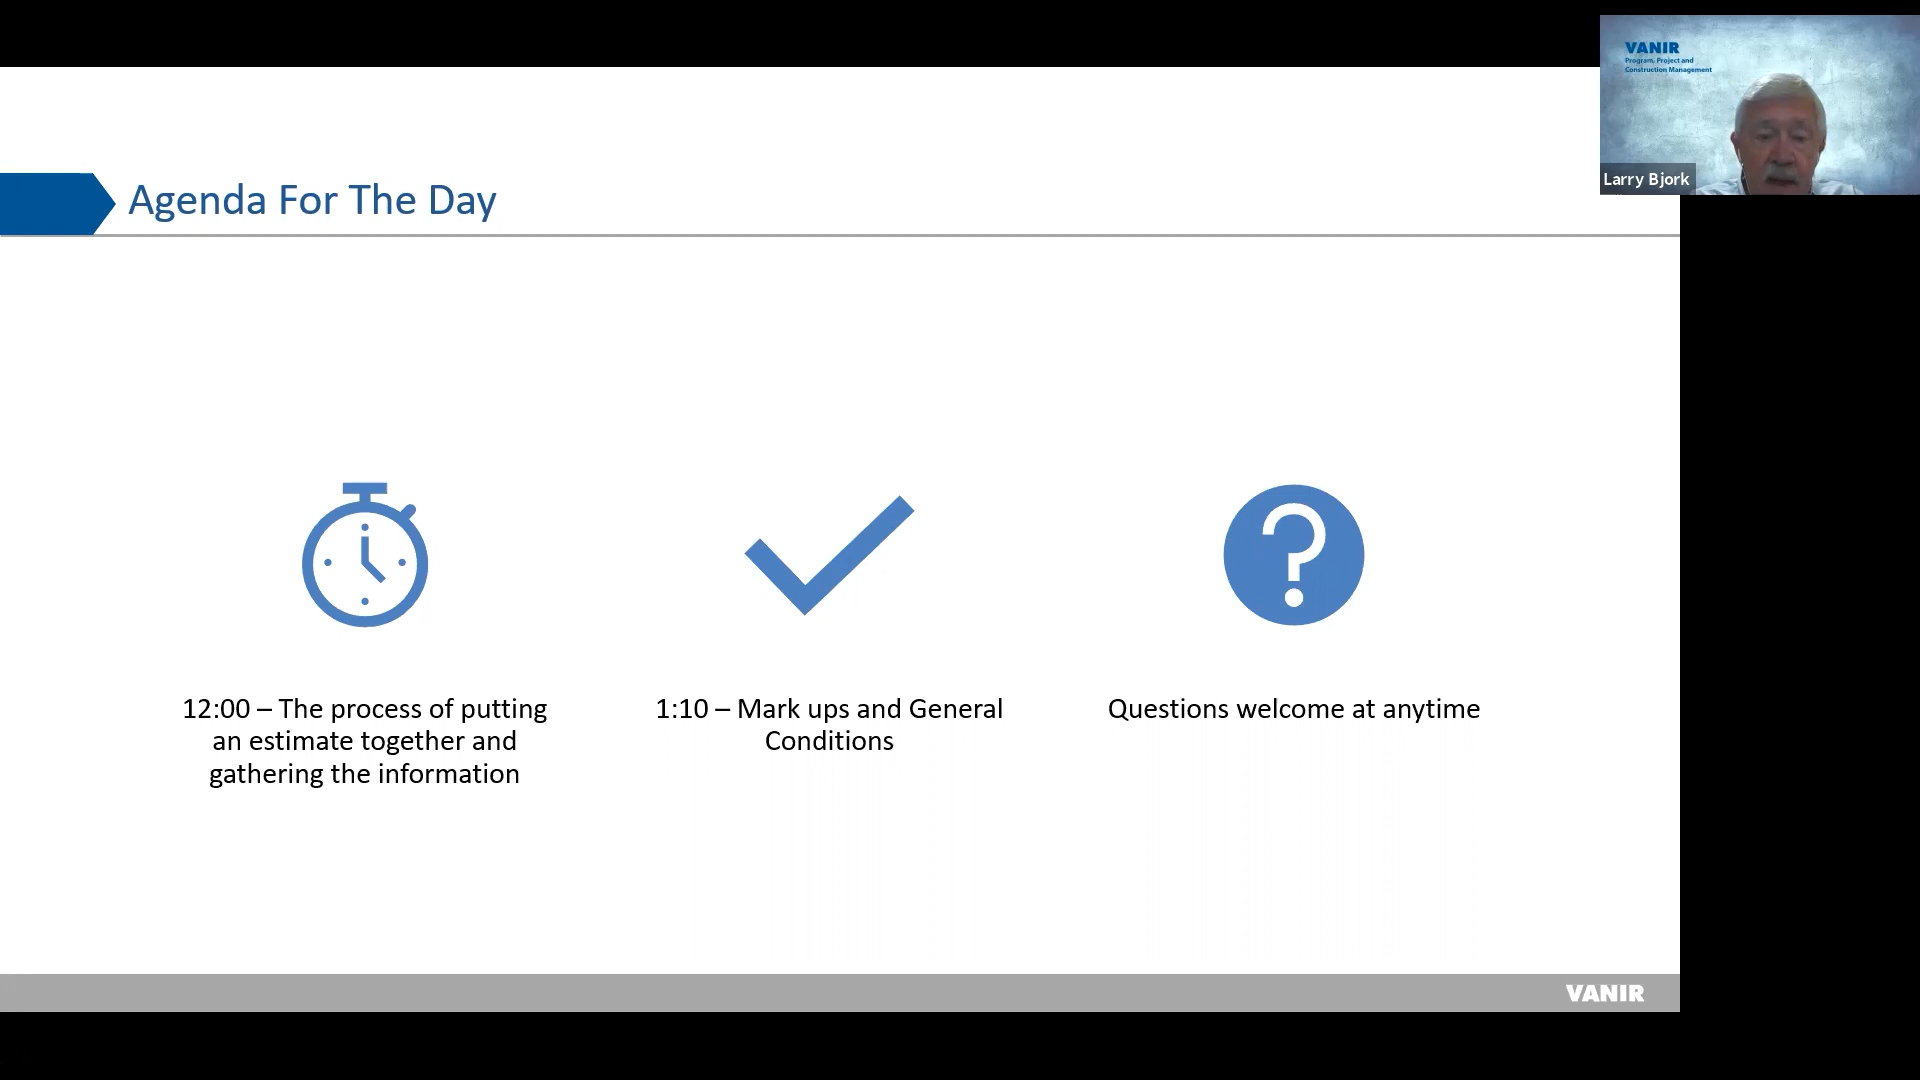 VANIR
Program, Project and
Construction Management
Larry Bjork
Agenda For The Day
12:00 – The process of putting
an estimate together and
gathering the information
1:10 – Mark ups and General
Conditions
Questions welcome at anytime
VANIR